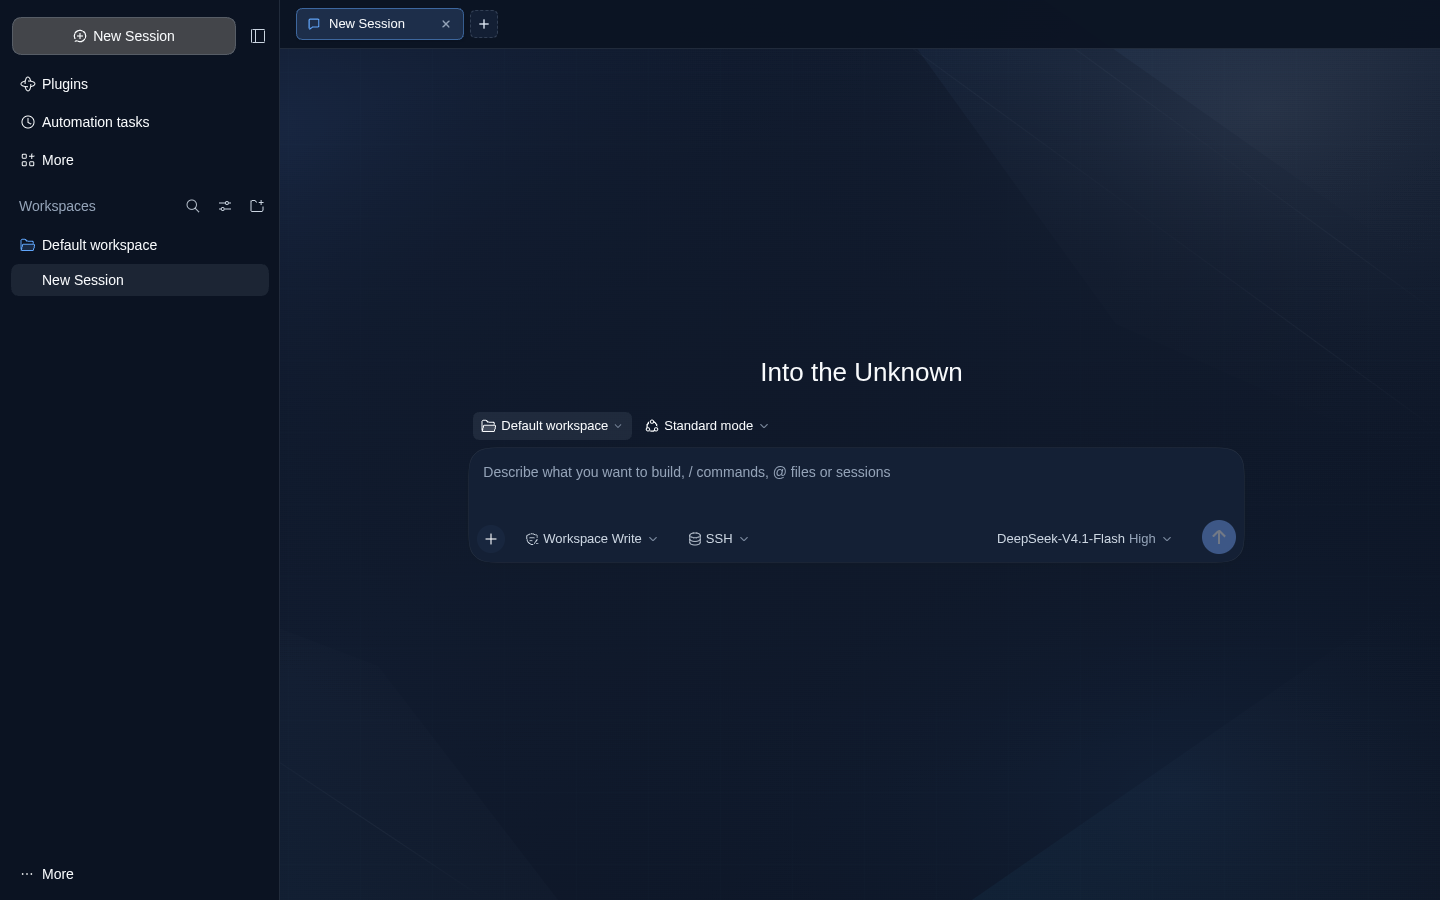 New Session
Plugins
Automation tasks
More
Workspaces
Default workspace
New Session
More
New Session
Into the Unknown
Default workspace
Standard mode
Describe what you want to build, / commands, @ files or sessions
Workspace Write
SSH
DeepSeek-V4.1-Flash High